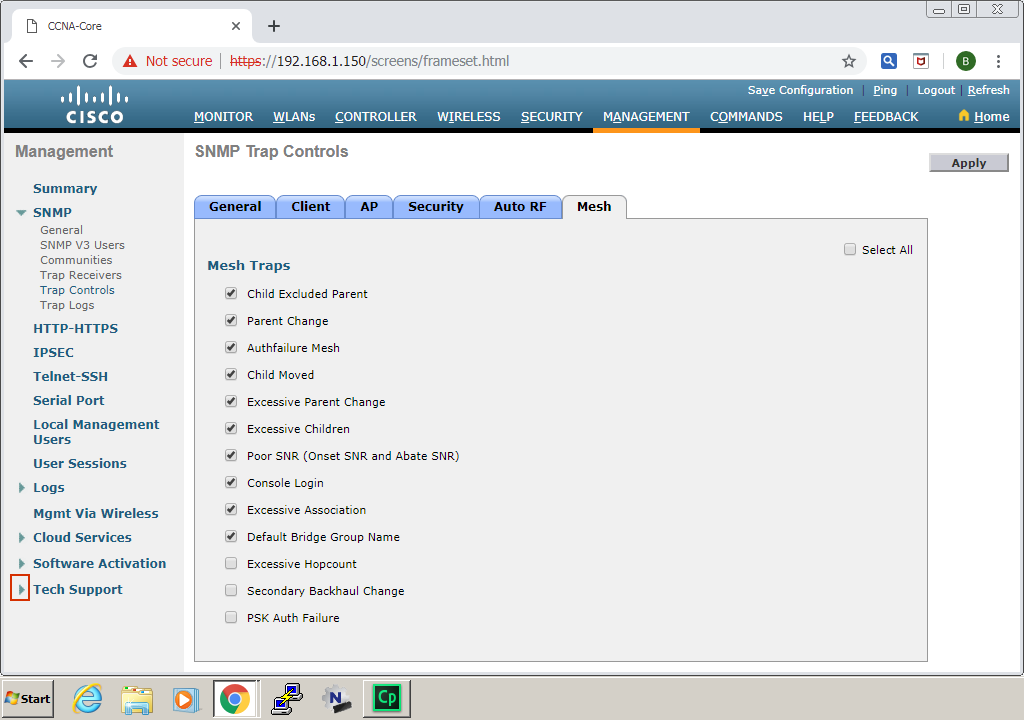 CCNA-Core
Not secure | https://192.168.1.150/screens/frameset.html
B
Save Configuration | Ping | Logout | Refresh
CISCO
MONITOR WLANs CONTROLLER WIRELESS SECURITY MANAGEMENT COMMANDS HELP FEEDBACK Home
Management
SNMP Trap Controls
Apply
Summary
SNMP
General
SNMP V3 Users
Communities
Trap Receivers
Trap Controls
Trap Logs
HTTP-HTTPS
IPSEC
Telnet-SSH
Serial Port
Local Management
Users
User Sessions
Logs
Mgmt Via Wireless
Cloud Services
Software Activation
Tech Support
General Client AP Security Auto RF Mesh
Select All
Mesh Traps
Child Excluded Parent
Parent Change
Authfailure Mesh
Child Moved
Excessive Parent Change
Excessive Children
Poor SNR (Onset SNR and Abate SNR)
Console Login
Excessive Association
Default Bridge Group Name
Excessive Hopcount
Secondary Backhaul Change
PSK Auth Failure
Start
N
Cp